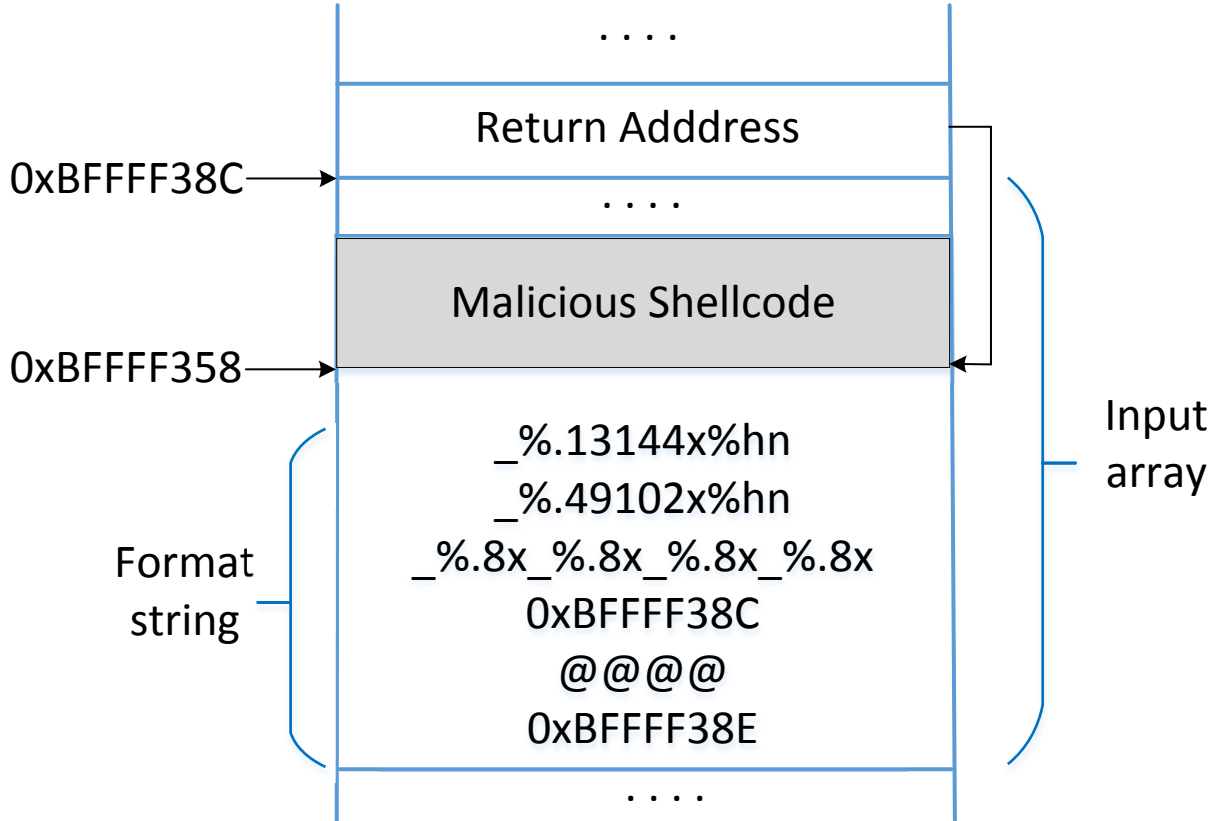 . . . .
Return Adddress
0xBFFFF38C
. . . .
Malicious Shellcode
0xBFFFF358
_%.13144x%hn
_%.49102x%hn
_%.8x_%.8x_%.8x_%.8x
0xBFFFF38C
@@@@
0xBFFFF38E
Format
string
Input
array
. . . .